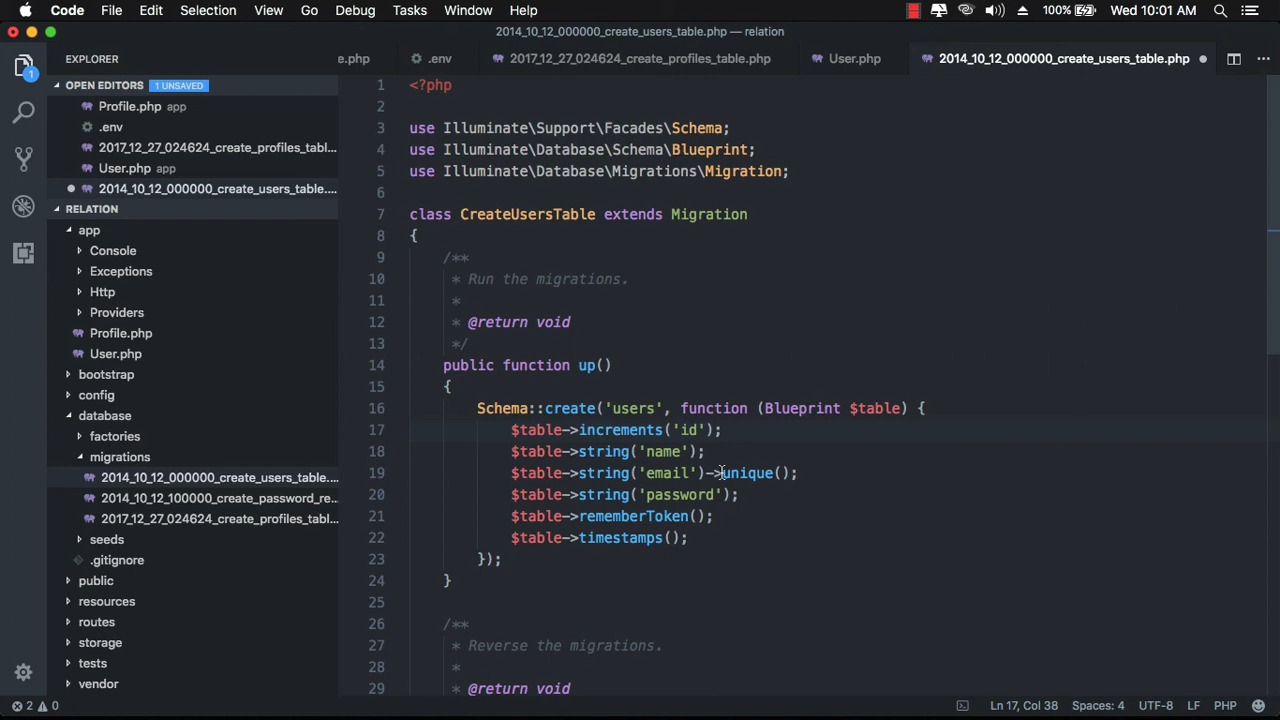 Code File Edit Selection View Go Debug Tasks Window Help 100% Wed 10:01 AM
2014_10_12_000000_create_users_table.php — relation
EXPLORER
e.php .env 2017_12_27_024624_create_profiles_table.php User.php 2014_10_12_000000_create_users_table.php
1
OPEN EDITORS 1 UNSAVED
Profile.php app
.env
2017_12_27_024624_create_profiles_tabl...
User.php app
2014_10_12_000000_create_users_table....
RELATION
app
Console
Exceptions
Http
Providers
Profile.php
User.php
bootstrap
config
database
factories
migrations
2014_10_12_000000_create_users_table....
2014_10_12_100000_create_password_re...
2017_12_27_024624_create_profiles_tabl...
seeds
.gitignore
public
resources
routes
storage
tests
vendor
1 <?php
2
3 use Illuminate\Support\Facades\Schema;
4 use Illuminate\Database\Schema\Blueprint;
5 use Illuminate\Database\Migrations\Migration;
6
7 class CreateUsersTable extends Migration
8 {
9 /**
10 * Run the migrations.
11 *
12 * @return void
13 */
14 public function up()
15 {
16 Schema::create('users', function (Blueprint $table) {
17 $table->increments('id');
18 $table->string('name');
19 $table->string('email')->unique();
20 $table->string('password');
21 $table->rememberToken();
22 $table->timestamps();
23 });
24 }
25
26 /**
27 * Reverse the migrations.
28 *
29 * @return void
2 0 Ln 17, Col 38 Spaces: 4 UTF-8 LF PHP